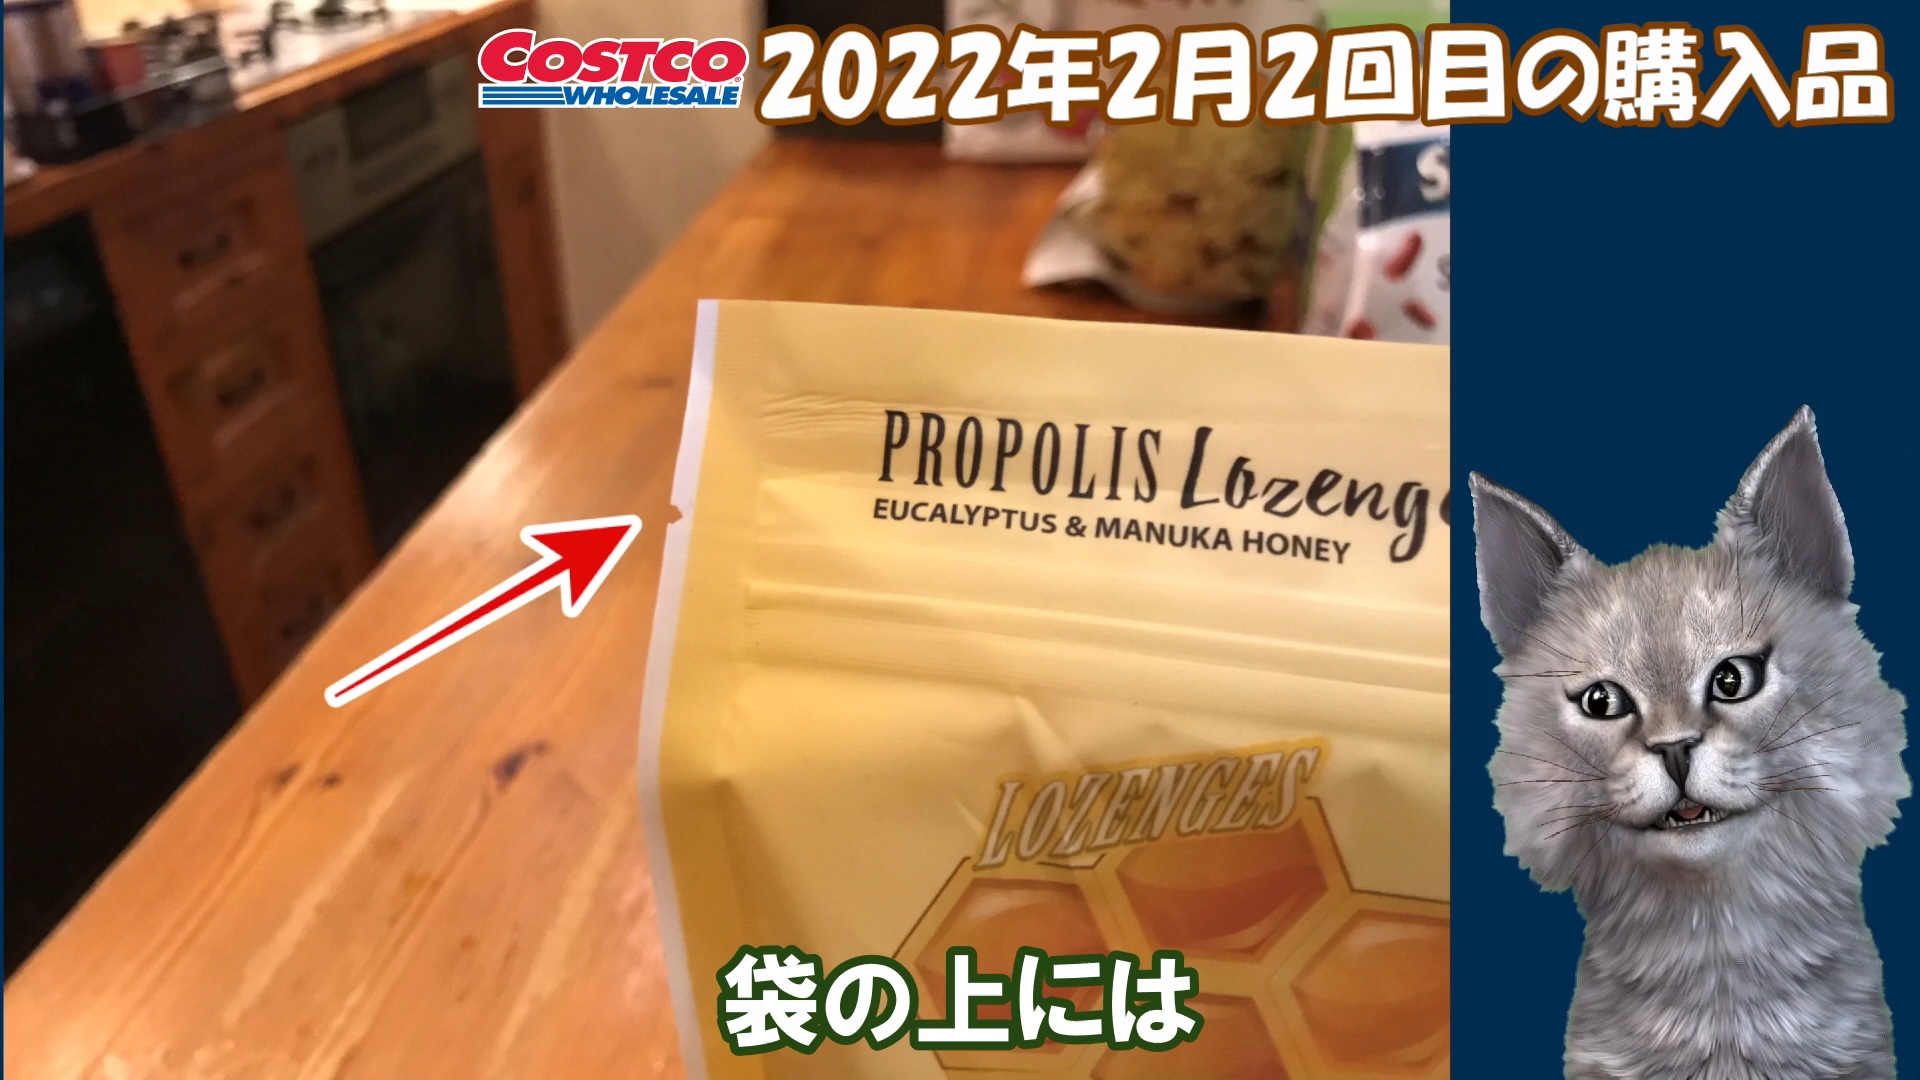 COSTCO
WHOLESALE
2022年2月2回目の購入品
PROPOLIS Lozeng
EUCALYPTUS & MANUKA HONEY
LOZENGES
袋の上には